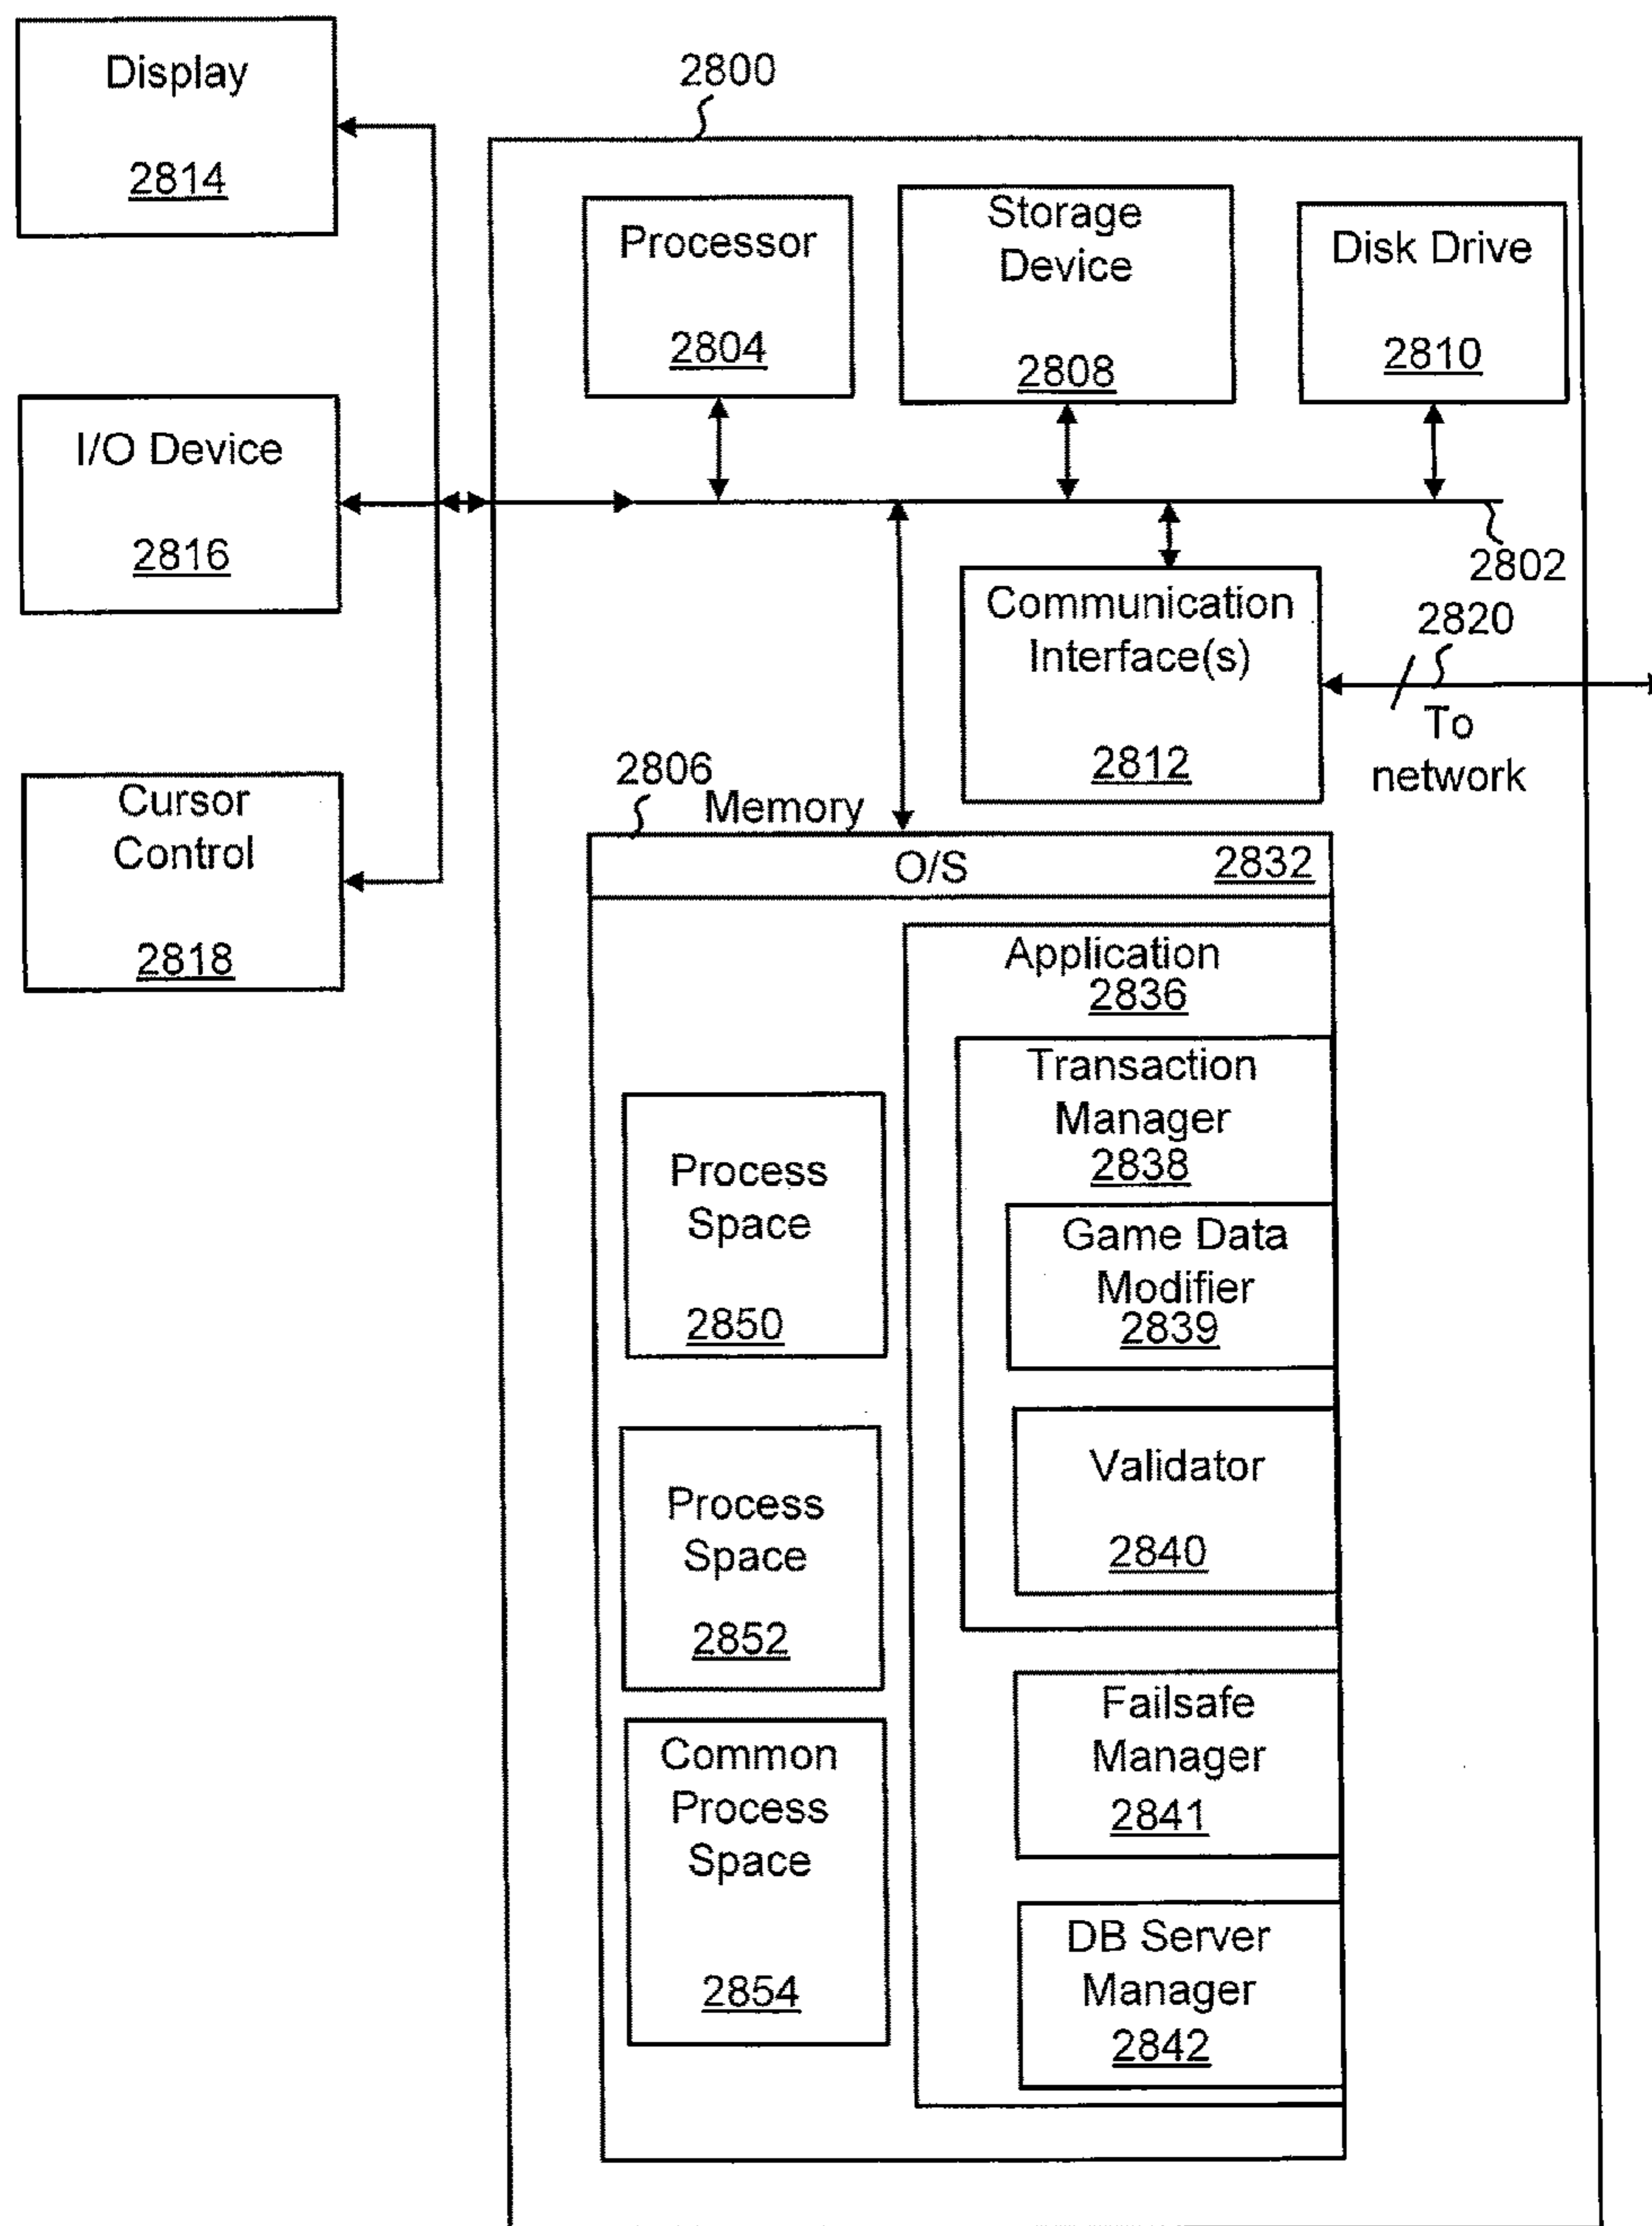 Display
2814
2800
Processor
2804
Storage
Device
2808
Disk Drive
2810
I/O Device
2816
2802
Communication
Interface(s)
2812
2820
To
network
Cursor
Control
2818
2806
Memory
O/S 2832
Application
2836
Transaction
Manager
2838
Game Data
Modifier
2839
Validator
2840
Failsafe
Manager
2841
DB Server
Manager
2842
Process
Space
2850
Process
Space
2852
Common
Process
Space
2854